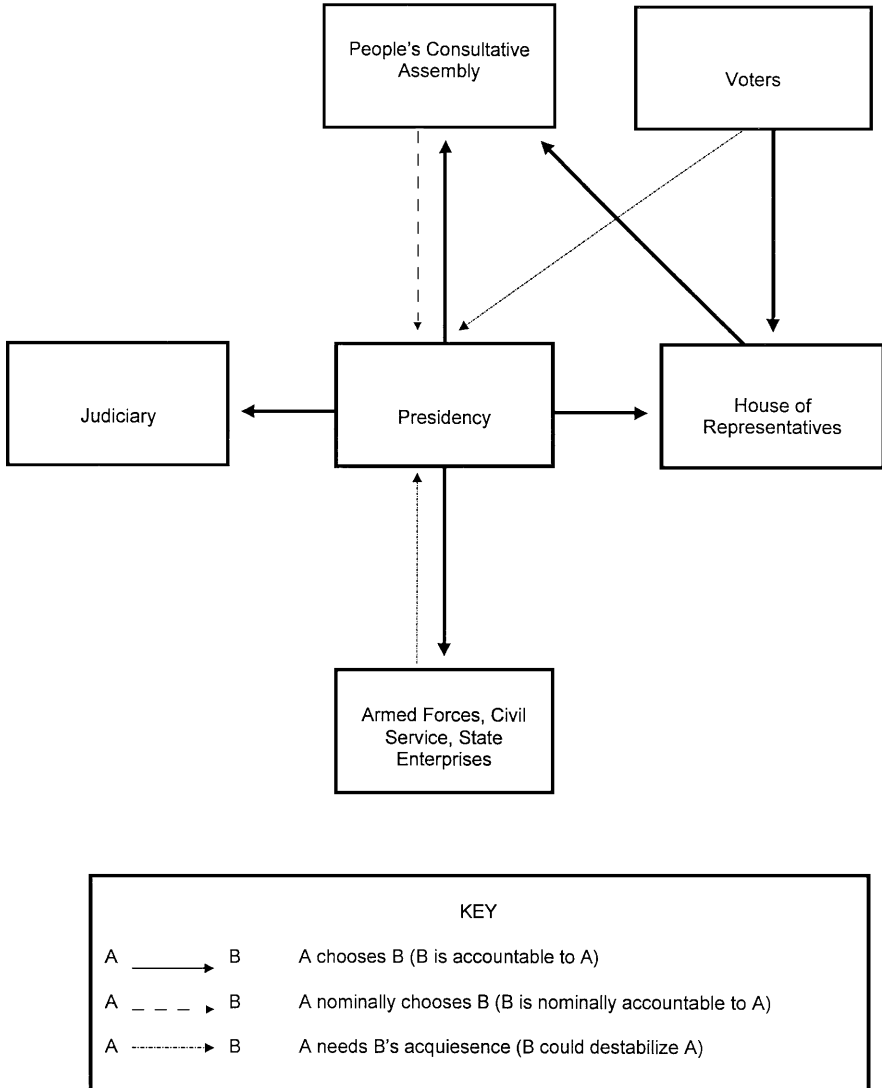 People's Consultative
Assembly
Voters
Judiciary
Presidency
House of
Representatives
Armed Forces, Civil
Service, State
Enterprises
KEY
A B A chooses B (B is accountable to A)
A B A nominally chooses B (B is nominally accountable to A)
A B A needs B's acquiesence (B could destabilize A)